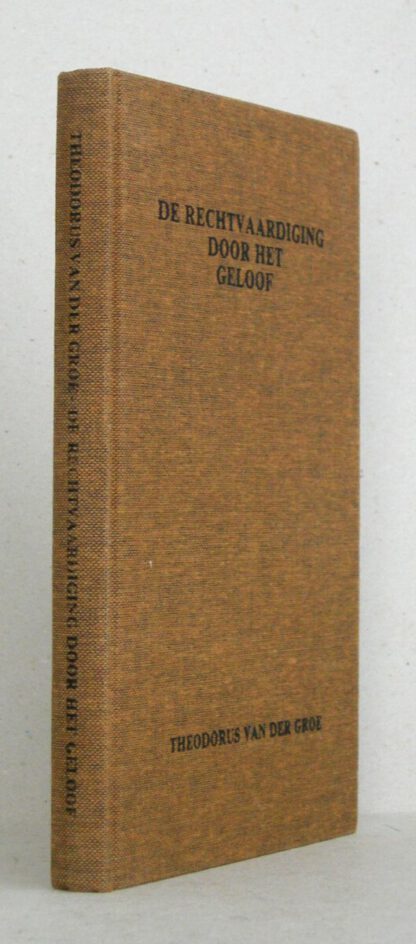 DE RECHTVAARDIGING
DOOR HET
GELOOF
THEODORUS VAN DER GROE
THEODORUS VAN DER GROE - DE RECHTVAARDIGING DOOR HET GELOOF